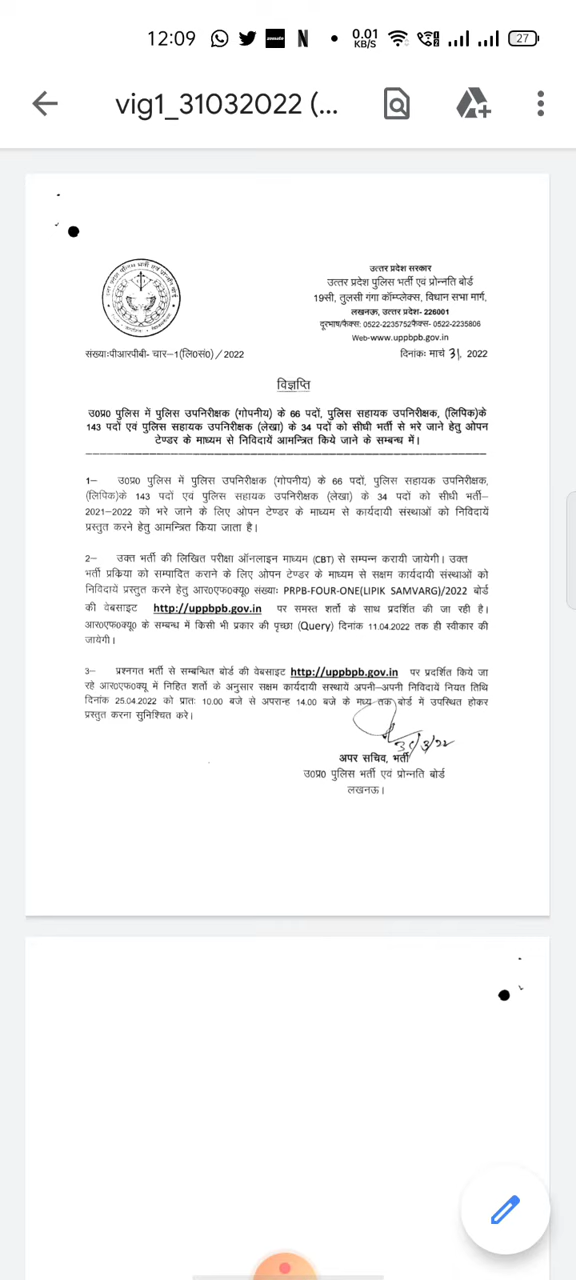 12:09
N
0.01
KB/S
27
vig1_31032022 (...
उत्तर प्रदेश सरकार
उत्तर प्रदेश पुलिस भर्ती एवं प्रोन्नति बोर्ड
19सी, तुलसी गंगा कॉम्प्लेक्स, विधान सभा मार्ग,
लखनऊ, उत्तर प्रदेश- 226001
दूरभाष/फैक्स: 0522-2235752फैक्स- 0522-2235806
Web-www.uppbpb.gov.in
संख्या:पीआरपीबी- चार-1(लि0सं0)/2022
दिनांक: मार्च 31, 2022
विज्ञप्ति
उ0प्र0 पुलिस में पुलिस उपनिरीक्षक (गोपनीय) के 66 पदों, पुलिस सहायक उपनिरीक्षक, (लिपिक)के
143 पदों एवं पुलिस सहायक उपनिरीक्षक (लेखा) के 34 पदों को सीधी भर्ती से भरे जाने हेतु ओपन
टेण्डर के माध्यम से निविदायें आमन्त्रित किये जाने के सम्बन्ध में।
1- उ0प्र0 पुलिस में पुलिस उपनिरीक्षक (गोपनीय) के 66 पदों, पुलिस सहायक उपनिरीक्षक,
(लिपिक)के 143 पदों एवं पुलिस सहायक उपनिरीक्षक (लेखा) के 34 पदों को सीधी भर्ती-
2021-2022 को भरे जाने के लिए ओपन टेण्डर के माध्यम से कार्यदायी संस्थाओं को निविदायें
प्रस्तुत करने हेतु आमन्त्रित किया जाता है।
2- उक्त भर्ती की लिखित परीक्षा ऑनलाइन माध्यम (CBT) से सम्पन्न करायी जायेगी। उक्त
भर्ती प्रक्रिया को सम्पादित कराने के लिए ओपन टेण्डर के माध्यम से सक्षम कार्यदायी संस्थाओं को
निविदायें प्रस्तुत करने हेतु आर0एफ0क्यू0 संख्या: PRPB-FOUR-ONE(LIPIK SAMVARG)/2022 बोर्ड
की वेबसाइट http://uppbpb.gov.in पर समस्त शर्तो के साथ प्रदर्शित की जा रही है।
आर0एफ0क्यू0 के सम्बन्ध में किसी भी प्रकार की पृच्छा (Query) दिनांक 11.04.2022 तक ही स्वीकार की
जायेगी।
3- प्रश्नगत भर्ती से सम्बन्धित बोर्ड की वेबसाइट http://uppbpb.gov.in पर प्रदर्शित किये जा
रहे आर0एफ0क्यू में निहित शर्तो के अनुसार सक्षम कार्यदायी संस्थायें अपनी-अपनी निविदायें नियत तिथि
दिनांक 25.04.2022 को प्रातः 10.00 बजे से अपरान्ह 14.00 बजे के मध्य तक बोर्ड में उपस्थित होकर
प्रस्तुत करना सुनिश्चित करे।
अपर सचिव, भर्ती
उ0प्र0 पुलिस भर्ती एवं प्रोन्नति बोर्ड
लखनऊ।